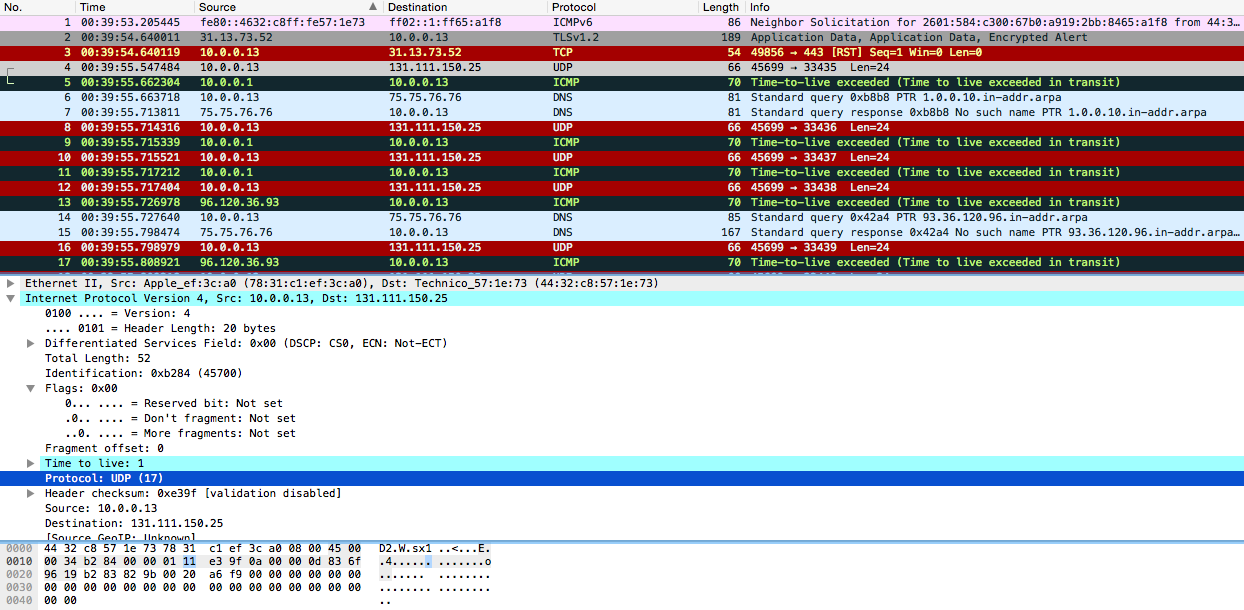 No. Time Source Destination Protocol Length Info
1 00:39:53.205445 fe80::4632:c8ff:fe57:1e73 ff02::1:ff65:a1f8 ICMPv6 86 Neighbor Solicitation for 2601:584:c300:67b0:a919:2bb:8465:a1f8 from 44:3…
2 00:39:54.640011 31.13.73.52 10.0.0.13 TLSv1.2 189 Application Data, Application Data, Encrypted Alert
3 00:39:54.640119 10.0.0.13 31.13.73.52 TCP 54 49856 → 443 [RST] Seq=1 Win=0 Len=0
4 00:39:55.547484 10.0.0.13 131.111.150.25 UDP 66 45699 → 33435 Len=24
5 00:39:55.662304 10.0.0.1 10.0.0.13 ICMP 70 Time-to-live exceeded (Time to live exceeded in transit)
6 00:39:55.663718 10.0.0.13 75.75.76.76 DNS 81 Standard query 0xb8b8 PTR 1.0.0.10.in-addr.arpa
7 00:39:55.713811 75.75.76.76 10.0.0.13 DNS 81 Standard query response 0xb8b8 No such name PTR 1.0.0.10.in-addr.arpa
8 00:39:55.714316 10.0.0.13 131.111.150.25 UDP 66 45699 → 33436 Len=24
9 00:39:55.715339 10.0.0.1 10.0.0.13 ICMP 70 Time-to-live exceeded (Time to live exceeded in transit)
10 00:39:55.715521 10.0.0.13 131.111.150.25 UDP 66 45699 → 33437 Len=24
11 00:39:55.717212 10.0.0.1 10.0.0.13 ICMP 70 Time-to-live exceeded (Time to live exceeded in transit)
12 00:39:55.717404 10.0.0.13 131.111.150.25 UDP 66 45699 → 33438 Len=24
13 00:39:55.726978 96.120.36.93 10.0.0.13 ICMP 70 Time-to-live exceeded (Time to live exceeded in transit)
14 00:39:55.727640 10.0.0.13 75.75.76.76 DNS 85 Standard query 0x42a4 PTR 93.36.120.96.in-addr.arpa
15 00:39:55.798474 75.75.76.76 10.0.0.13 DNS 167 Standard query response 0x42a4 No such name PTR 93.36.120.96.in-addr.arpa…
16 00:39:55.798979 10.0.0.13 131.111.150.25 UDP 66 45699 → 33439 Len=24
17 00:39:55.808921 96.120.36.93 10.0.0.13 ICMP 70 Time-to-live exceeded (Time to live exceeded in transit)
Ethernet II, Src: Apple_ef:3c:a0 (78:31:c1:ef:3c:a0), Dst: Technico_57:1e:73 (44:32:c8:57:1e:73)
Internet Protocol Version 4, Src: 10.0.0.13, Dst: 131.111.150.25
0100 .... = Version: 4
.... 0101 = Header Length: 20 bytes
Differentiated Services Field: 0x00 (DSCP: CS0, ECN: Not-ECT)
Total Length: 52
Identification: 0xb284 (45700)
Flags: 0x00
0... .... = Reserved bit: Not set
.0.. .... = Don't fragment: Not set
..0. .... = More fragments: Not set
Fragment offset: 0
Time to live: 1
Protocol: UDP (17)
Header checksum: 0xe39f [validation disabled]
Source: 10.0.0.13
Destination: 131.111.150.25
[Source GeoIP: Unknown]
0000 44 32 c8 57 1e 73 78 31 c1 ef 3c a0 08 00 45 00 D2.W.sx1 ..<...E.
0010 00 34 b2 84 00 00 01 11 e3 9f 0a 00 00 0d 83 6f .4...... .......o
0020 96 19 b2 83 82 9b 00 20 a6 f9 00 00 00 00 00 00 ....... ........
0030 00 00 00 00 00 00 00 00 00 00 00 00 00 00 00 00 ........ ........
0040 00 00 ..